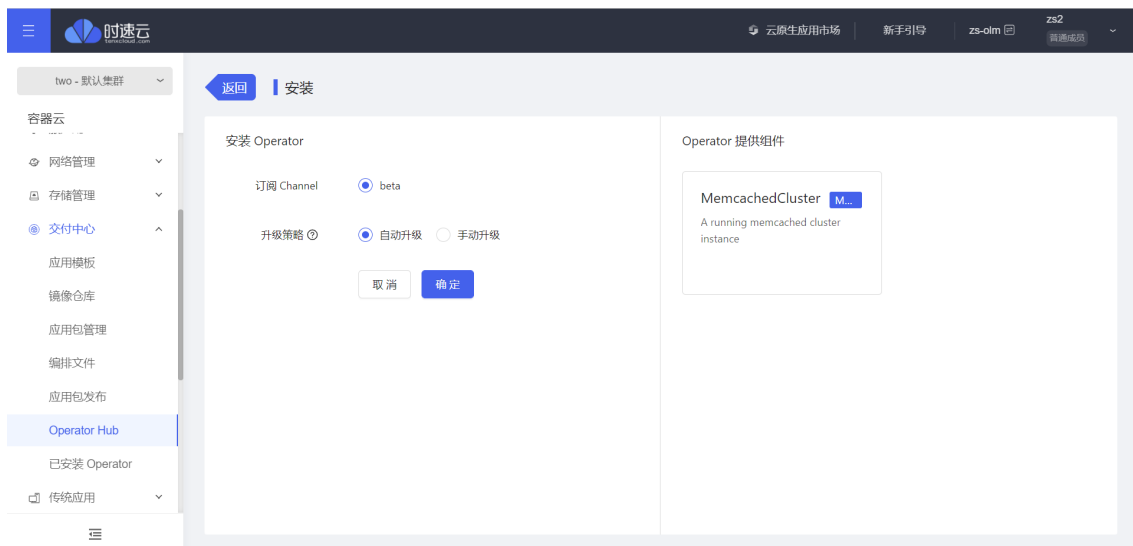 时速云
tenxcloud.com
云原生应用市场
新手引导
zs-olm
zs2
普通成员
two - 默认集群
返回
安装
容器云
网络管理
存储管理
交付中心
应用模板
镜像仓库
应用包管理
编排文件
应用包发布
Operator Hub
已安装 Operator
传统应用
安装 Operator
订阅 Channel
beta
升级策略
自动升级 手动升级
取消 确定
Operator 提供组件
MemcachedCluster M...
A running memcached cluster
instance